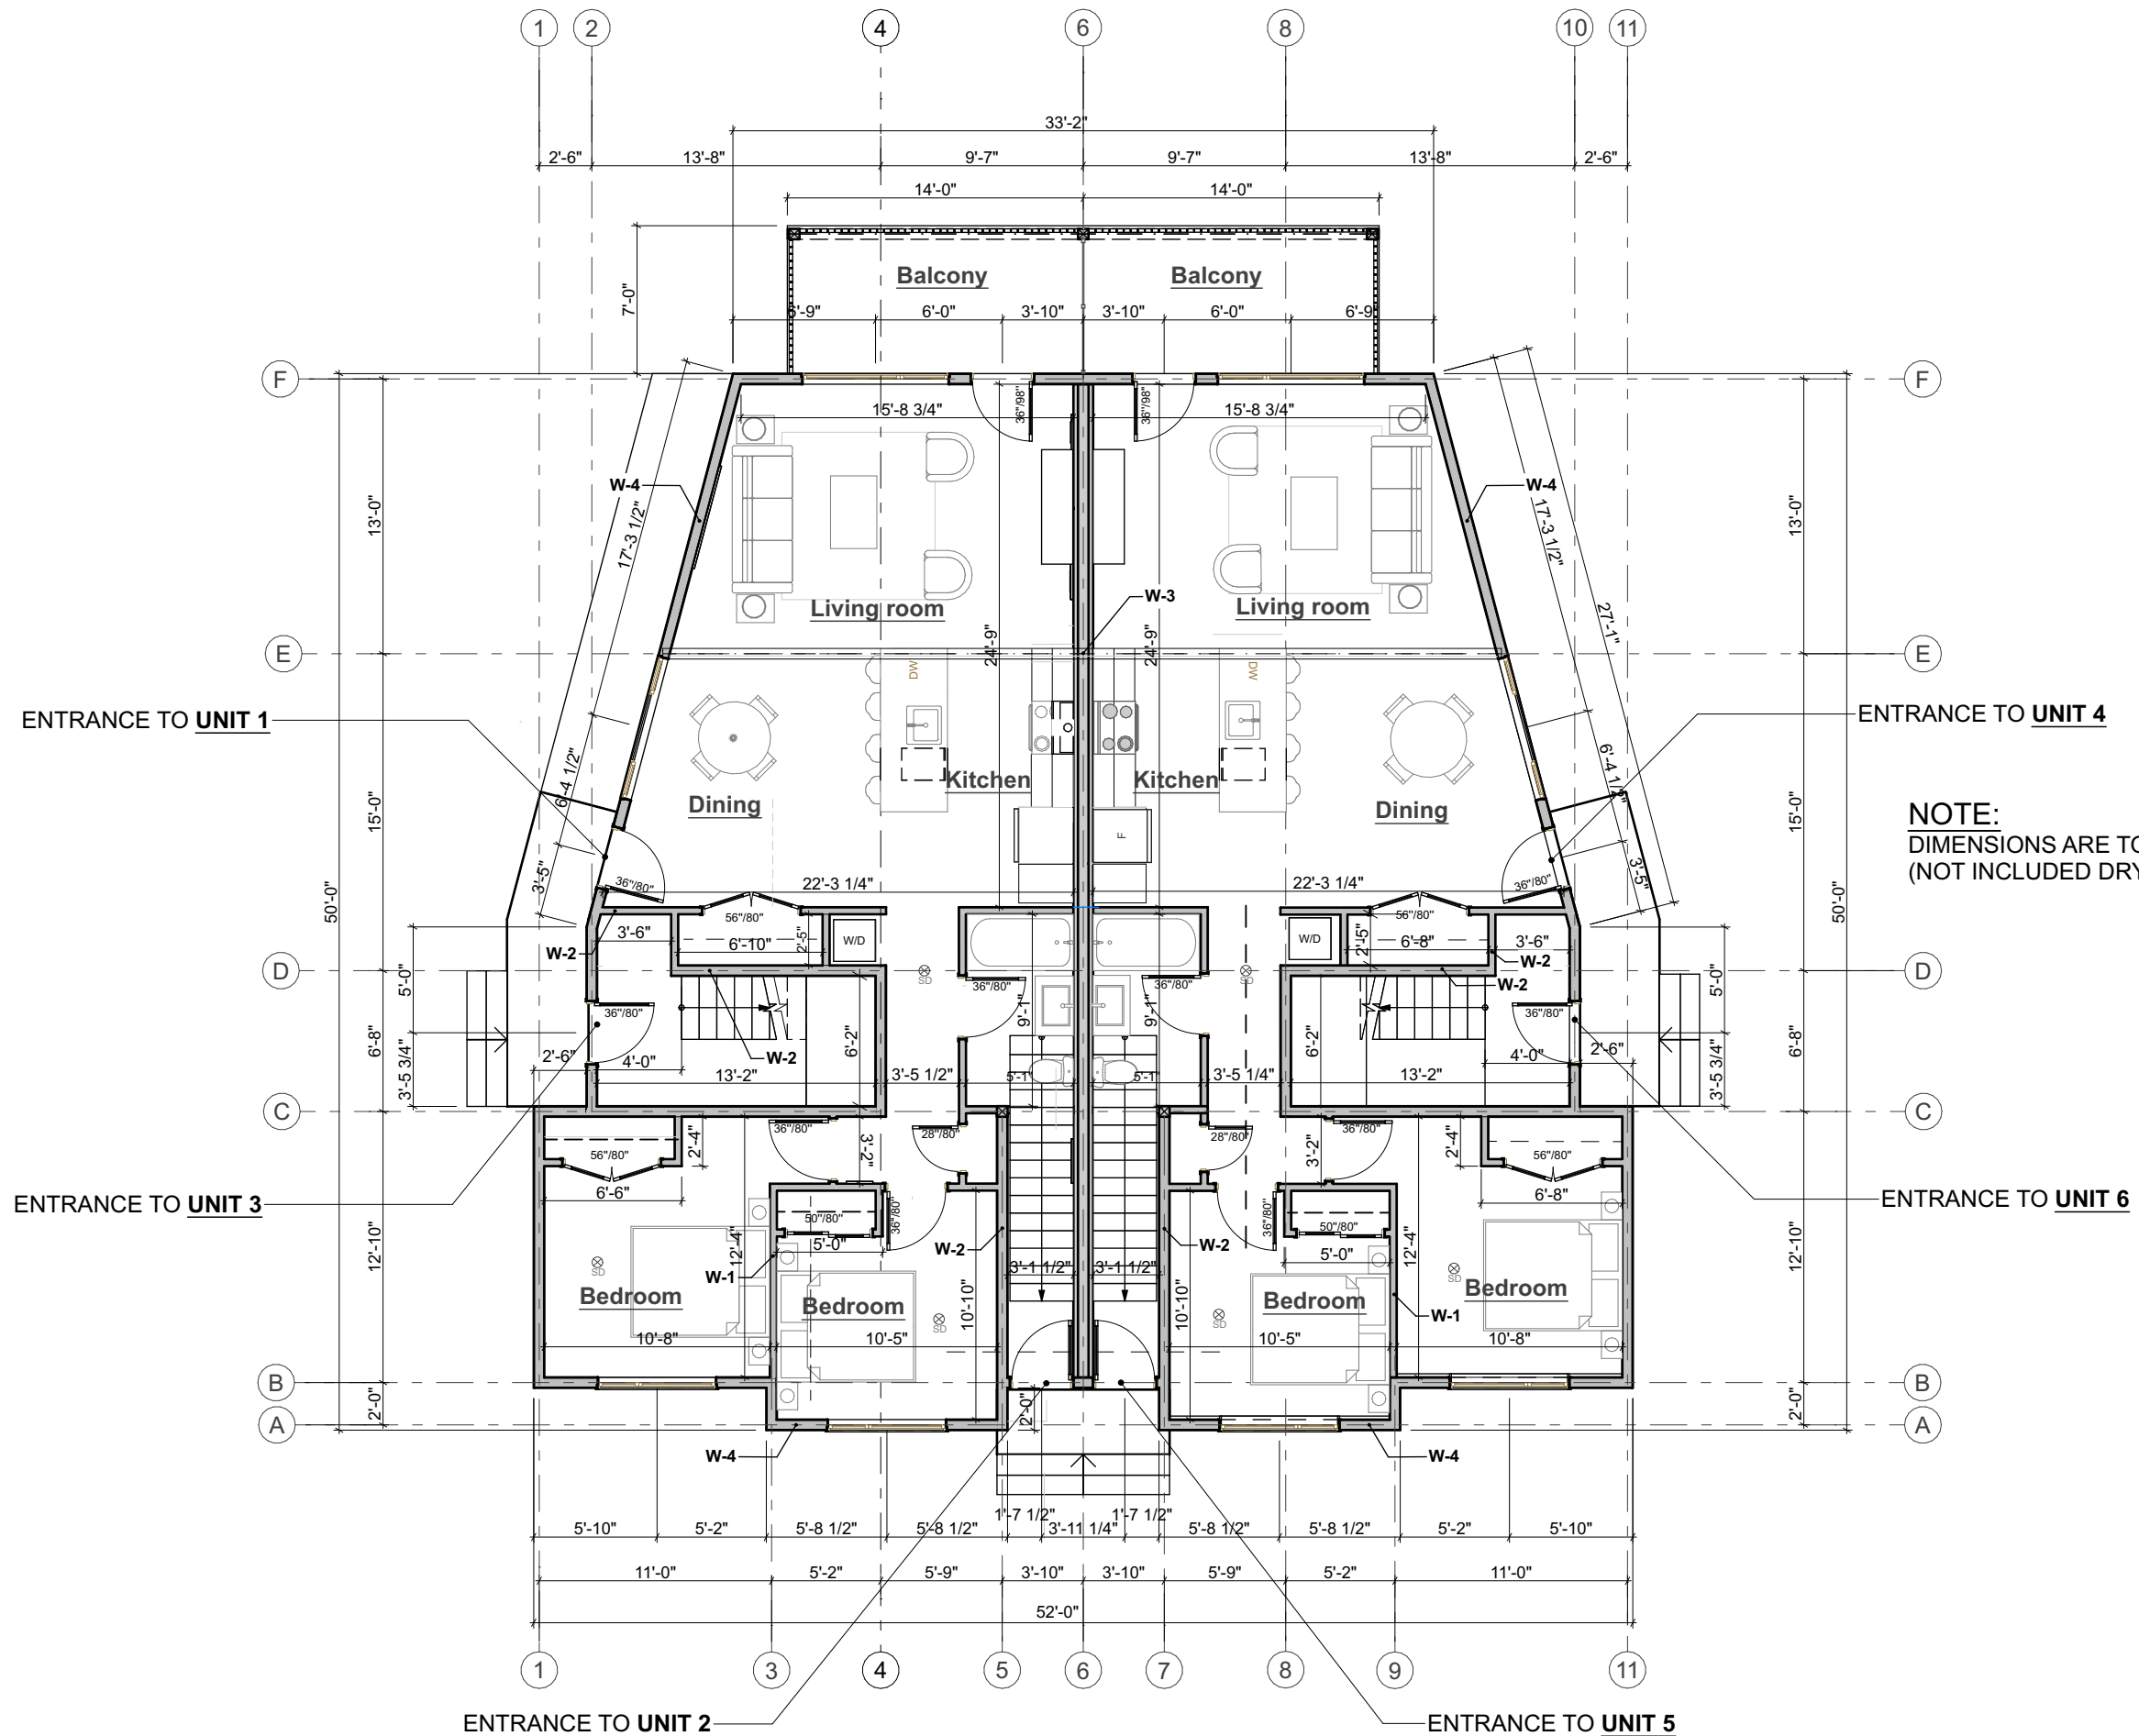 1 2 4 6 8 10 11
33'-2"
2'-6" 13'-8" 9'-7" 9'-7" 13'-8" 2'-6"
14'-0" 14'-0"
7'-0"
Balcony Balcony
6'-9" 6'-0" 3'-10" 3'-10" 6'-0" 6'-9"
F F
36"/98" 36"/98"
15'-8 3/4" 15'-8 3/4"
W-4 W-4
13'-0" 17'-3 1/2" 17'-3 1/2" 13'-0"
W-3
Living room Living room
27'-1"
24'-9" 24'-9"
E E
DW DW
ENTRANCE TO UNIT 1
ENTRANCE TO UNIT 4
6'-4 1/2" 6'-4 1/2"
Kitchen Kitchen
Dining Dining
15'-0" 15'-0"
NOTE:
DIMENSIONS ARE TO
(NOT INCLUDED DRY
F
3'-5" 3'-5"
36"/80" 22'-3 1/4" 22'-3 1/4" 36"/80"
50'-0" 50'-0"
56"/80" 56"/80"
3'-6" 6'-10" 2'-5" W/D W/D 2'-5" 6'-8" 3'-6"
W-2 W-2
D SD SD D
W-2
5'-0" 36"/80" 36"/80" 5'-0"
36"/80" 9'-1" 9'-1" 36"/80"
6'-8" 6'-2" 6'-2" 6'-8"
2'-6" 4'-0" W-2 4'-0" 2'-6"
3'-5 3/4" 13'-2" 3'-5 1/2" 5'-1" 5'-1" 3'-5 1/4" 13'-2" 3'-5 3/4"
C C
36"/80" 28"/80" 28"/80" 36"/80"
56"/80" 2'-4" 3'-2" 3'-2" 2'-4" 56"/80"
6'-6" 6'-8"
ENTRANCE TO UNIT 3
ENTRANCE TO UNIT 6
50"/80" 36"/80" 36"/80" 50"/80"
12'-4" 5'-0" W-2 W-2 5'-0" 12'-4"
SD W-1 3'-1 1/2" 3'-1 1/2" SD
12'-10" 12'-10"
Bedroom Bedroom 10'-10" 10'-10" Bedroom Bedroom
SD SD W-1
10'-8" 10'-5" 10'-5" 10'-8"
B B
2'-0" 2'-0" 2'-0"
A A
W-4 W-4
1'-7 1/2" 1'-7 1/2"
5'-10" 5'-2" 5'-8 1/2" 5'-8 1/2" 3'-11 1/4" 5'-8 1/2" 5'-8 1/2" 5'-2" 5'-10"
11'-0" 5'-2" 5'-9" 3'-10" 3'-10" 5'-9" 5'-2" 11'-0"
52'-0"
1 3 4 5 6 7 8 9 11
ENTRANCE TO UNIT 2
ENTRANCE TO UNIT 5